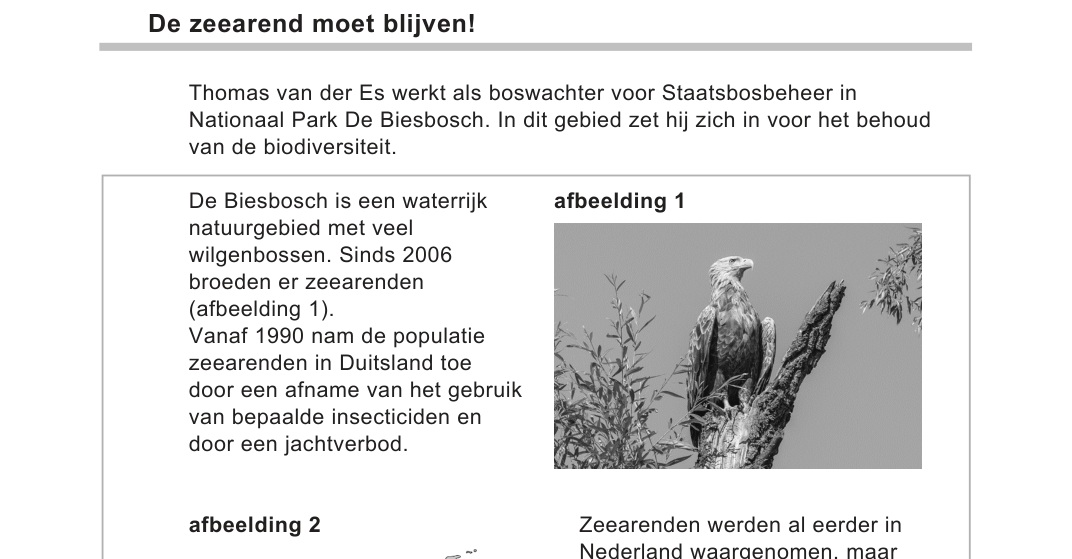 De zeearend moet blijven!
Thomas van der Es werkt als boswachter voor Staatsbosbeheer in
Nationaal Park De Biesbosch. In dit gebied zet hij zich in voor het behoud
van de biodiversiteit.
De Biesbosch is een waterrijk
natuurgebied met veel
wilgenbossen. Sinds 2006
broeden er zeearenden
(afbeelding 1).
Vanaf 1990 nam de populatie
zeearenden in Duitsland toe
door een afname van het gebruik
van bepaalde insecticiden en
door een jachtverbod.
afbeelding 1
afbeelding 2
Zeearenden werden al eerder in
Nederland waargenomen, maar